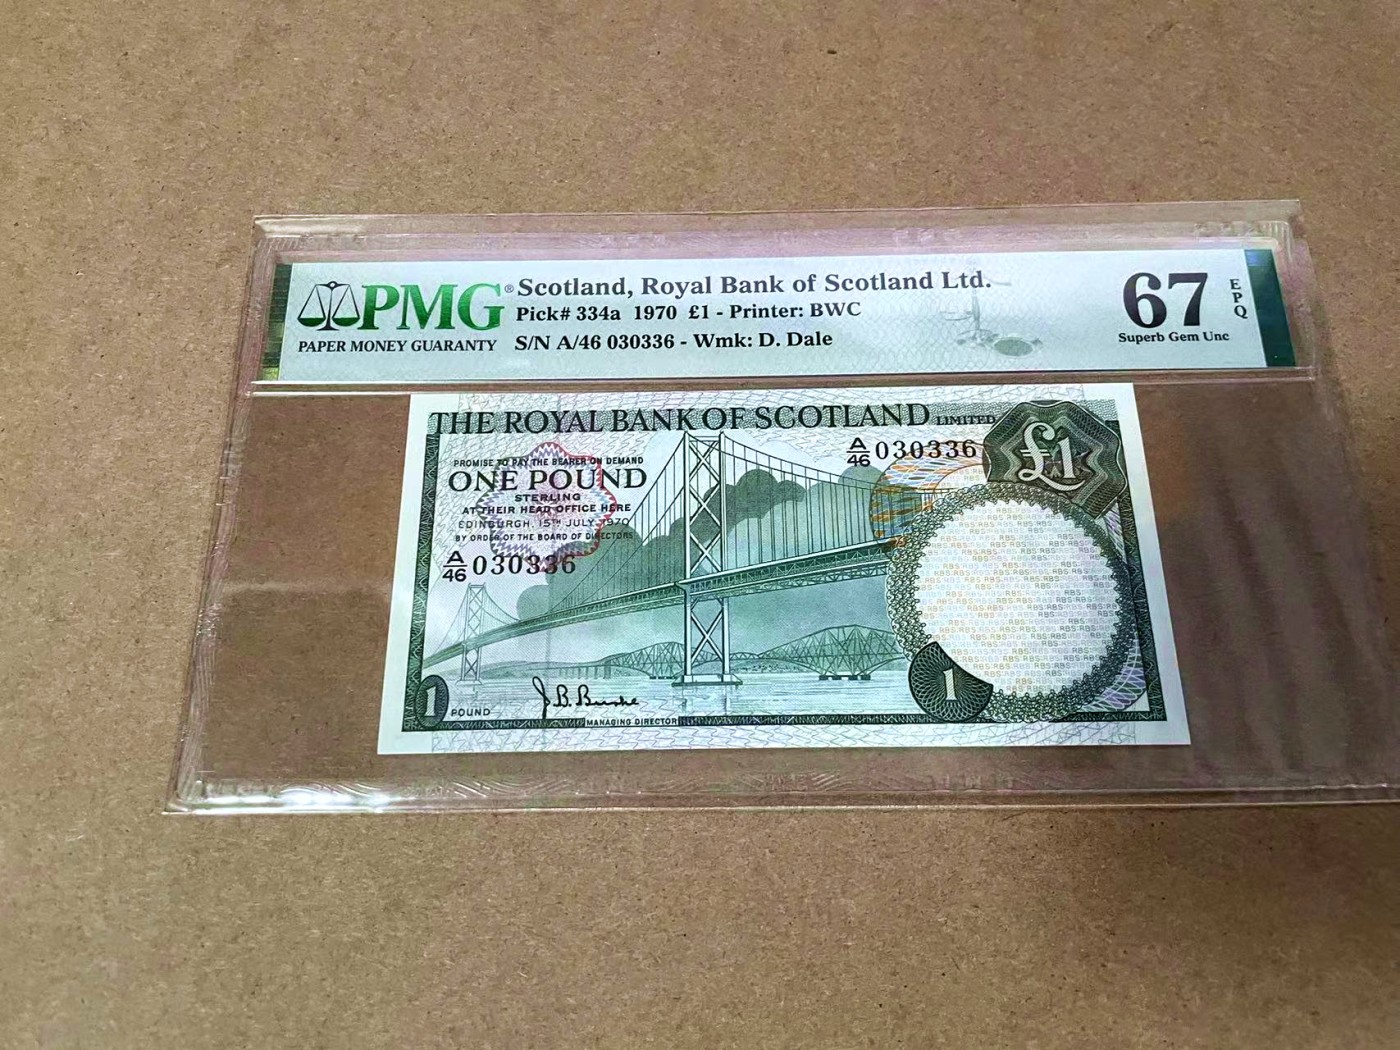 PMG®
PAPER MONEY GUARANTY
Scotland, Royal Bank of Scotland Ltd.
Pick# 334a 1970 £1 - Printer: BWC
S/N A/46 030336 - Wmk: D. Dale
67
EPQ
Superb Gem Unc
THE ROYAL BANK OF SCOTLAND LIMITED
£1
A/46 030336
PROMISE TO PAY THE BEARER ON DEMAND
ONE POUND
STERLING
AT THEIR HEAD OFFICE HERE
EDINBURGH, 15TH JULY, 1970
BY ORDER OF THE BOARD OF DIRECTORS
A/46 030336
1
POUND
J.B. Burke
MANAGING DIRECTOR
1